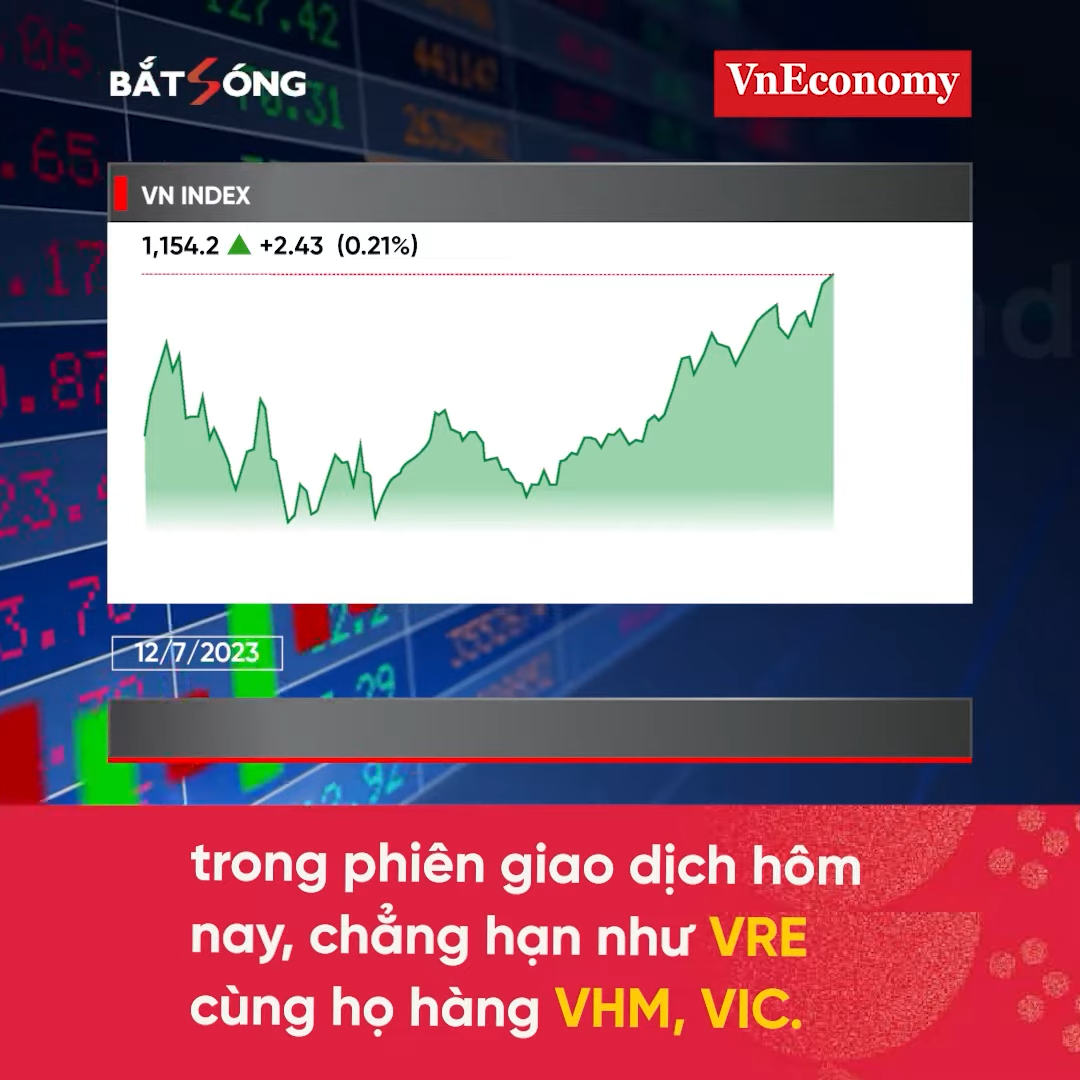 BẮT SÓNG
VnEconomy
VN INDEX
1,154.2 ▲ +2.43 (0.21%)
12/7/2023
trong phiên giao dịch hôm
nay, chẳng hạn như VRE
cùng họ hàng VHM, VIC.